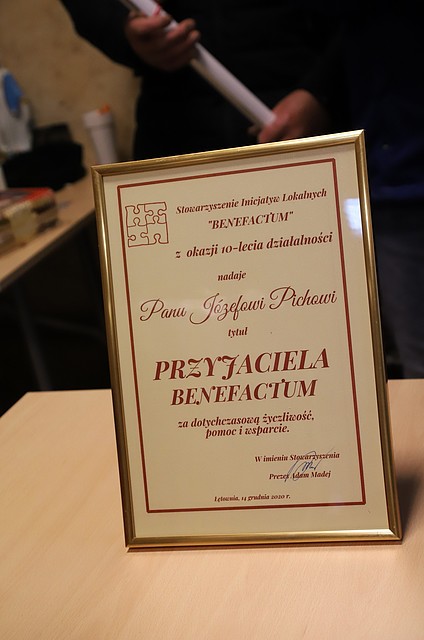 Stowarzyszenie Inicjatyw Lokalnych
"BENEFACTUM"
z okazji 10-lecia działalności
nadaje
Panu Józefowi Pichowi
tytuł
PRZYJACIELA
BENEFACTUM
za dotychczasową życzliwość,
pomoc i wsparcie.
W imieniu Stowarzyszenia
Prezes Adam Madej
Łętownia, 14 grudnia 2020 r.